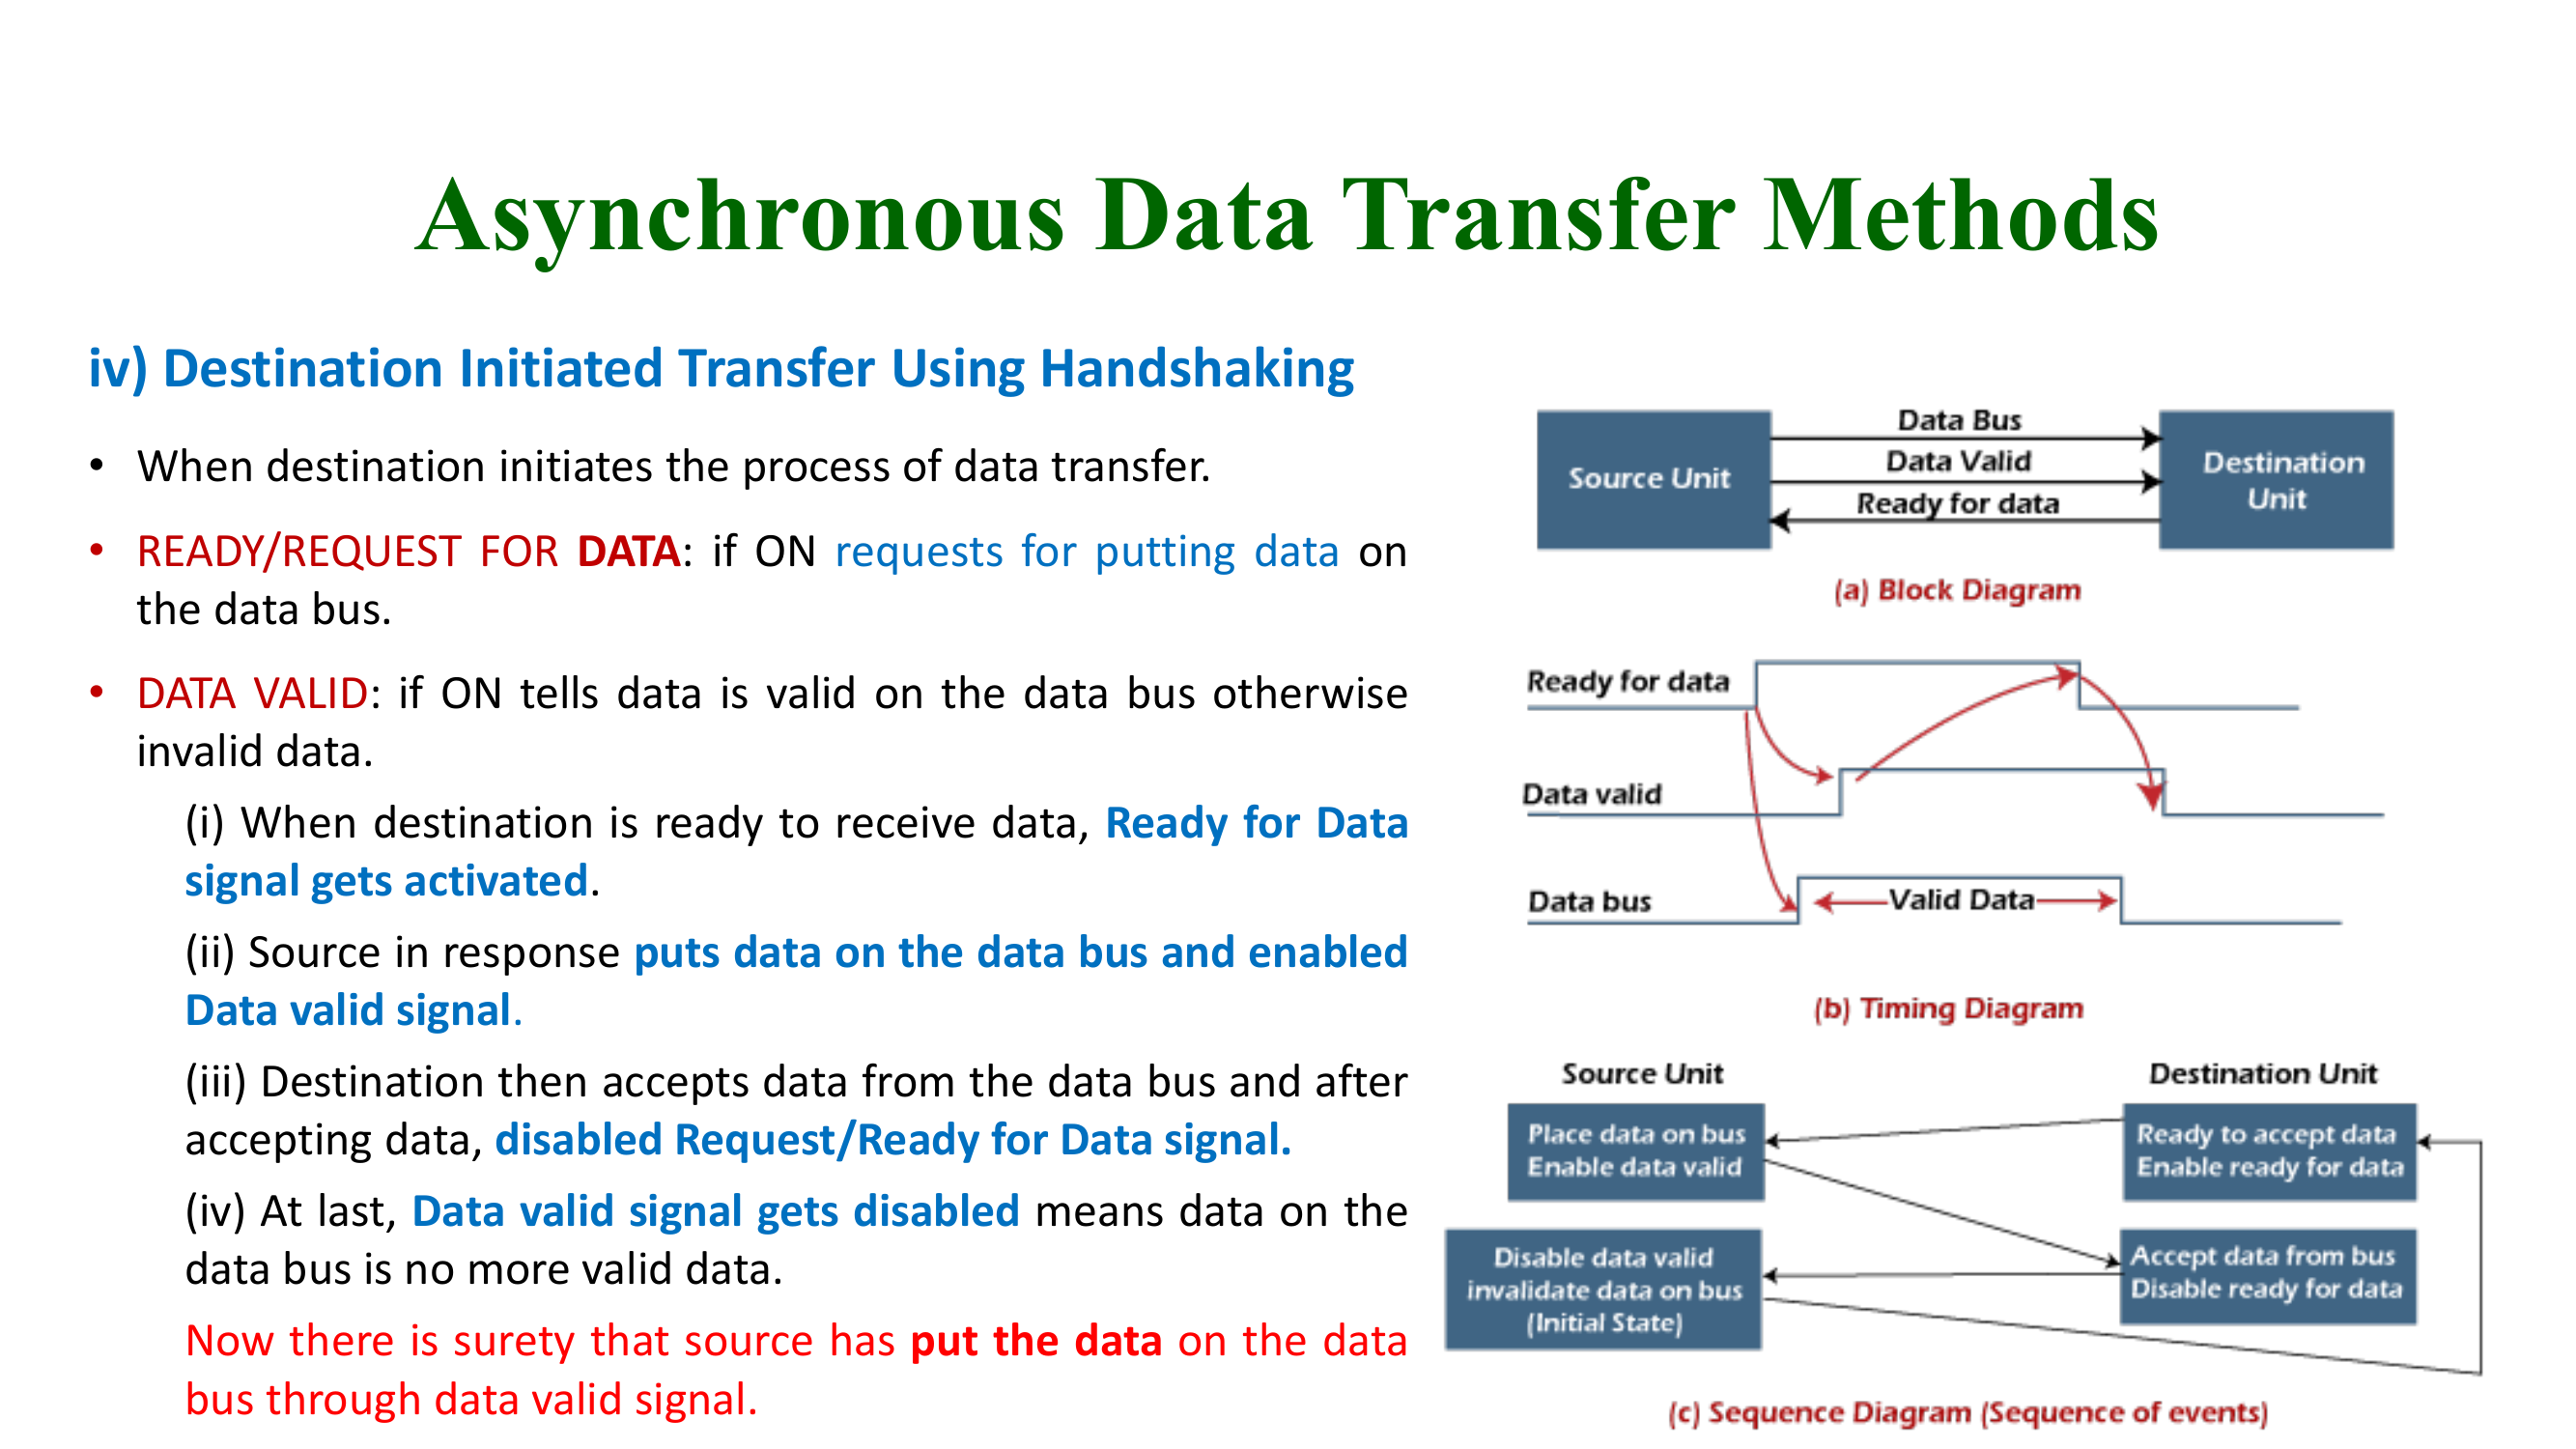 Asynchronous Data Transfer Methods
iv) Destination Initiated Transfer Using Handshaking
• When destination initiates the process of data transfer.
• READY/REQUEST FOR DATA: if ON requests for putting data on
the data bus.
• DATA VALID: if ON tells data is valid on the data bus otherwise
invalid data.
(i) When destination is ready to receive data, Ready for Data
signal gets activated.
(ii) Source in response puts data on the data bus and enabled
Data valid signal.
(iii) Destination then accepts data from the data bus and after
accepting data, disabled Request/Ready for Data signal.
(iv) At last, Data valid signal gets disabled means data on the
data bus is no more valid data.
Now there is surety that source has put the data on the data
bus through data valid signal.
Source Unit
Data Bus
Data Valid
Ready for data
Destination
Unit
(a) Block Diagram
Ready for data
Data valid
Data bus
Valid Data
(b) Timing Diagram
Source Unit
Destination Unit
Place data on bus
Enable data valid
Ready to accept data
Enable ready for data
Disable data valid
invalidate data on bus
(Initial State)
Accept data from bus
Disable ready for data
(c) Sequence Diagram (Sequence of events)